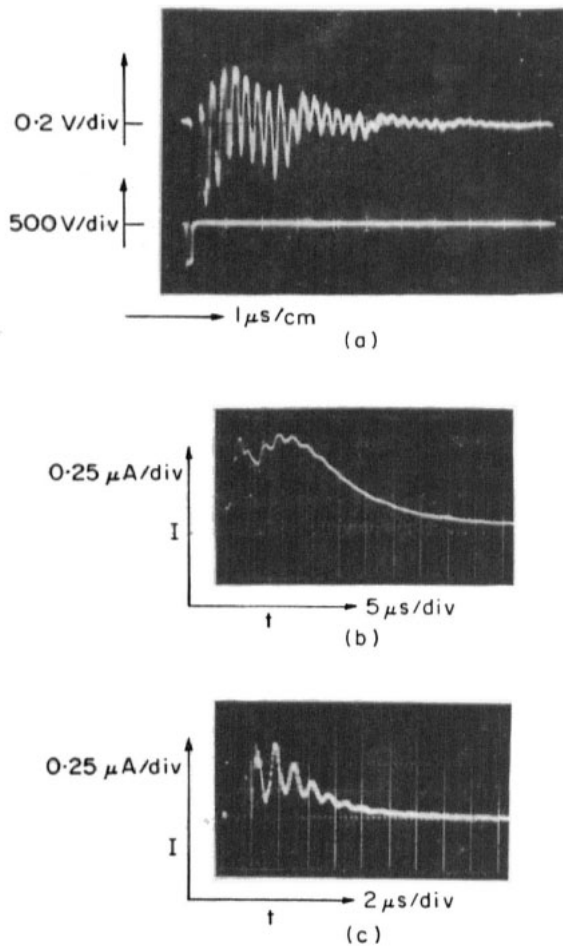 0·2 V/div
500 V/div
1 μs/cm
(a)
0·25 μA/div
I
5 μs/div
t
(b)
0·25 μA/div
I
2 μs/div
t
(c)